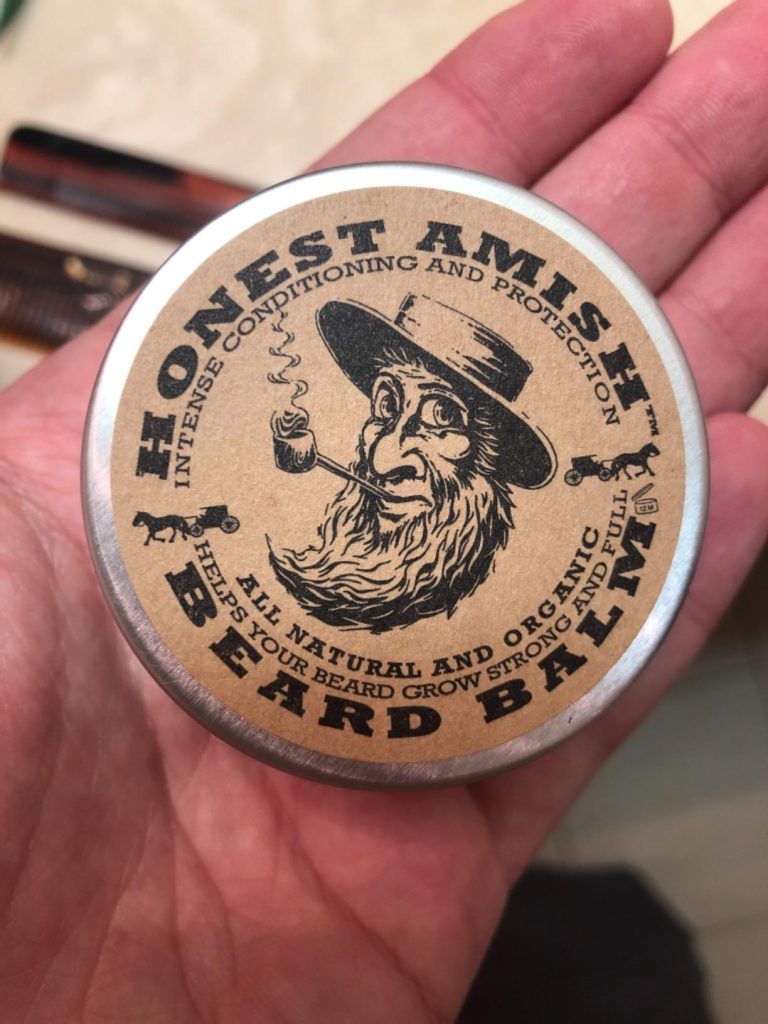 HONEST AMISH™
INTENSE CONDITIONING AND PROTECTION
12M
ALL NATURAL AND ORGANIC
HELPS YOUR BEARD GROW STRONG AND FULL
BEARD BALM